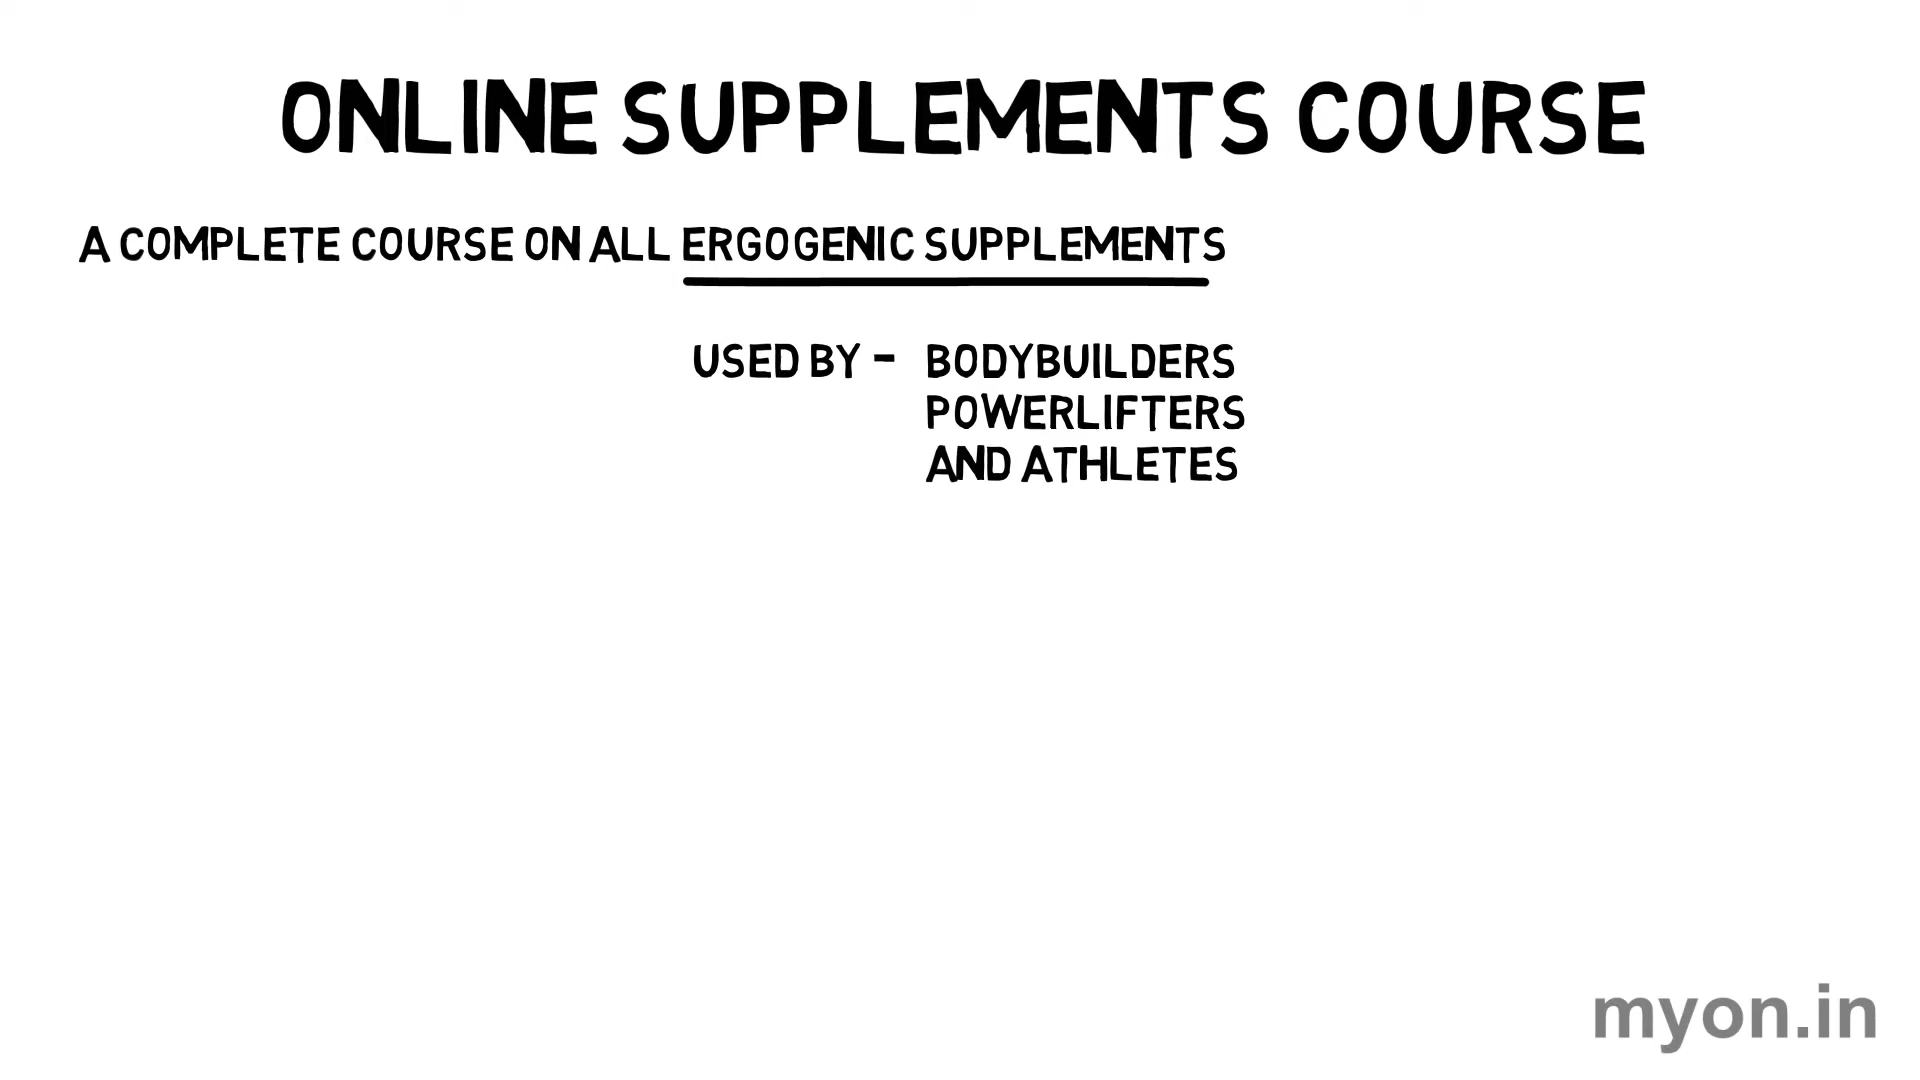 ONLINE SUPPLEMENTS COURSE
A COMPLETE COURSE ON ALL ERGOGENIC SUPPLEMENTS
USED BY - BODYBUILDERS
POWERLIFTERS
AND ATHLETES
myon.in